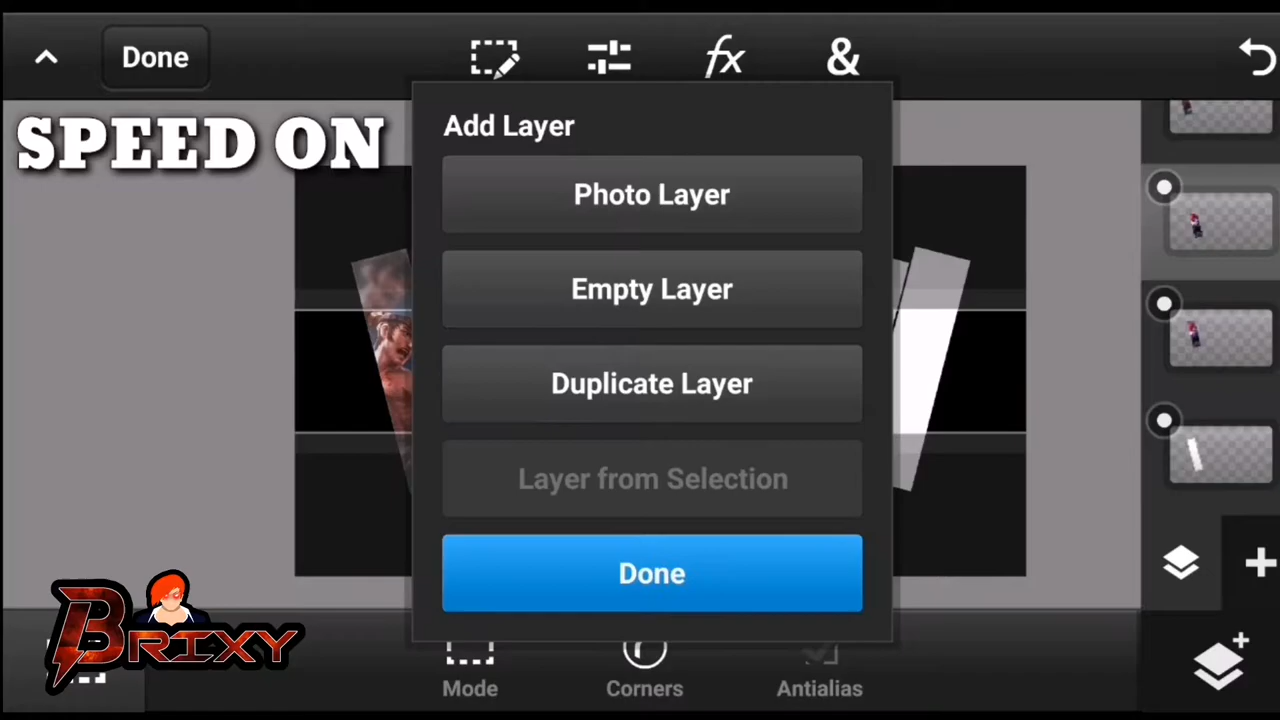 Done
fx
&
SPEED ON
Add Layer
Photo Layer
Empty Layer
Duplicate Layer
Layer from Selection
Done
BRIXY
Mode
Corners
Antialias